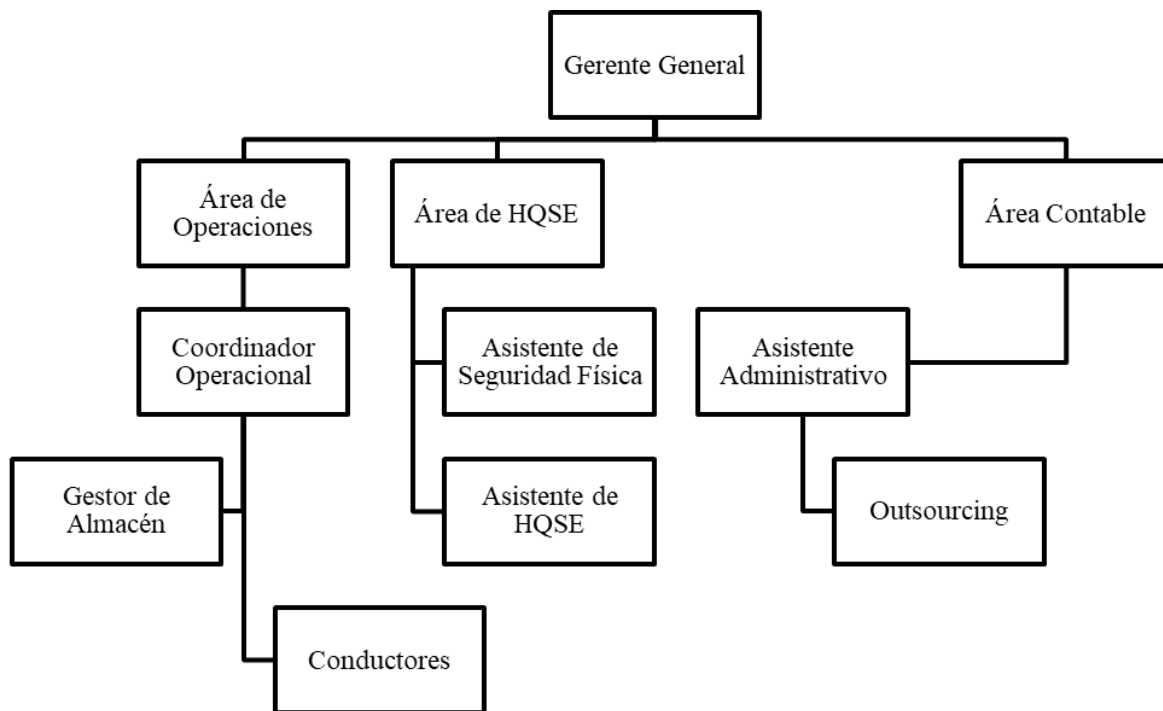 Gerente General
Área de
Operaciones
Área de HQSE
Área Contable
Coordinador
Operacional
Asistente de
Seguridad Física
Asistente
Administrativo
Gestor de
Almacén
Asistente de
HQSE
Outsourcing
Conductores